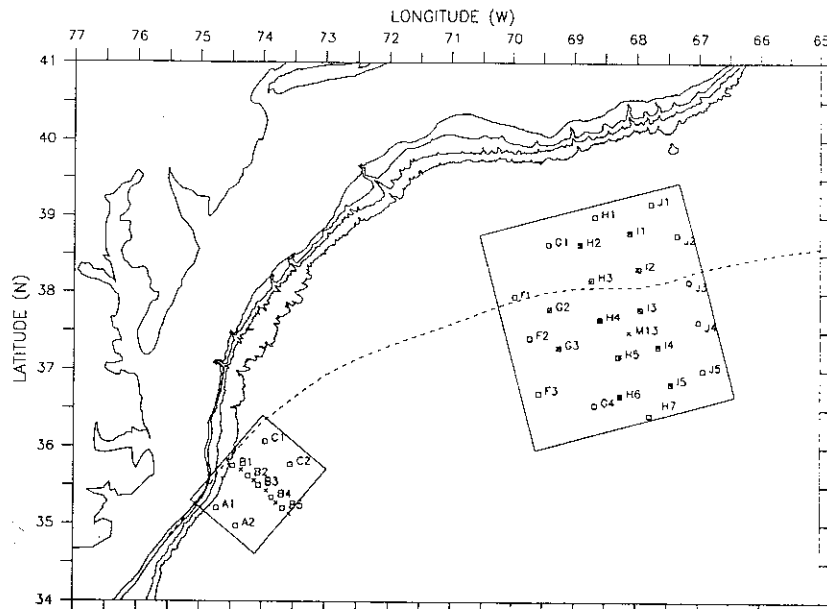 LONGITUDE (W)
77 76 75 74 73 72 71 70 69 68 67 66 65
LATITUDE (N)
41
40
39
38
37
36
35
34
H1 J1
G1 H2 I1 J2
H3 I2 J3
F1
G2 H4 I3 J4
M13
F2 G3 H5 I4 J5
F3 G4 H6 I5
H7
C1
B1 C2
B2
B3
B4
A1 B5
A2